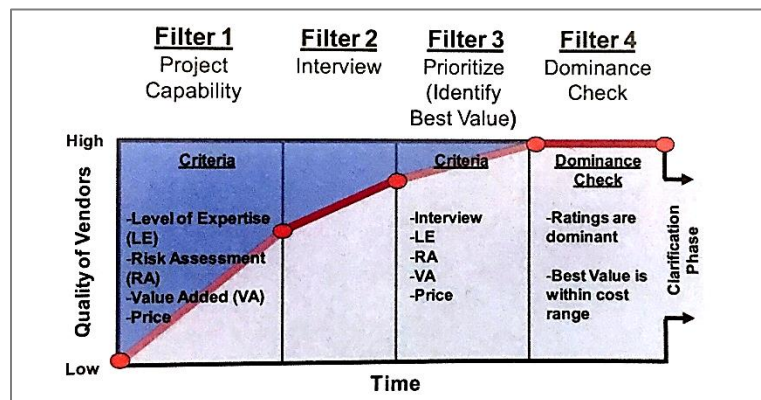 Filter 1
Project
Capability
Filter 2
Interview
Filter 3
Prioritize
(Identify
Best Value)
Filter 4
Dominance
Check
High
Quality of Vendors
Low
Criteria
-Level of Expertise
(LE)
-Risk Assessment
(RA)
-Value Added (VA)
-Price
Criteria
-Interview
-LE
-RA
-VA
-Price
Dominance
Check
-Ratings are
dominant
-Best Value is
within cost
range
Clarification
Phase
Time